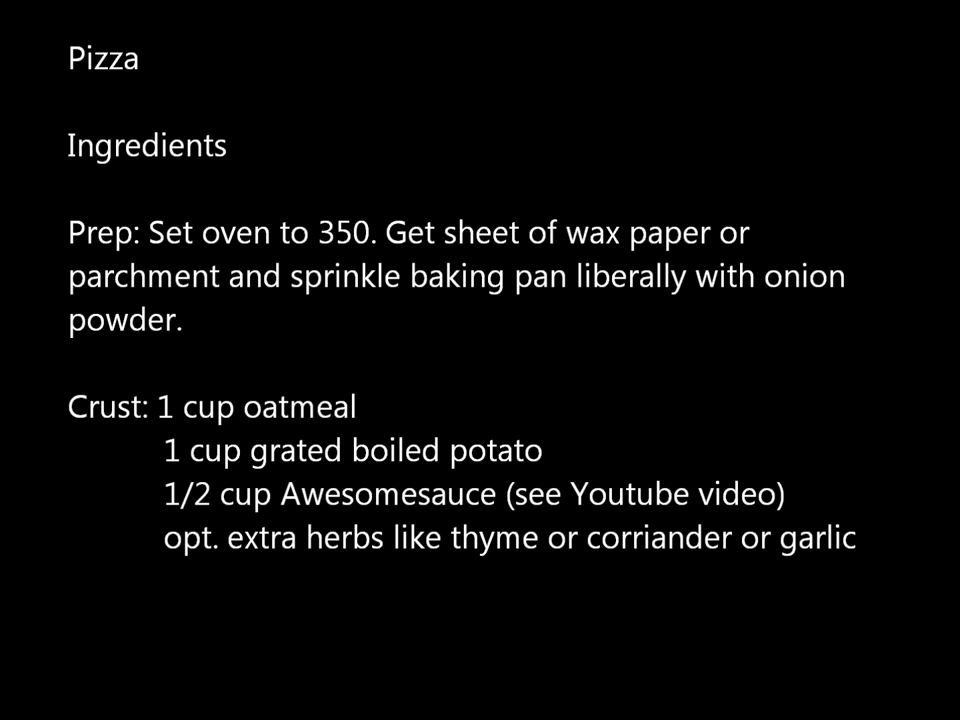 Pizza
Ingredients
Prep: Set oven to 350. Get sheet of wax paper or
parchment and sprinkle baking pan liberally with onion
powder.
Crust: 1 cup oatmeal
1 cup grated boiled potato
1/2 cup Awesomesauce (see Youtube video)
opt. extra herbs like thyme or corriander or garlic